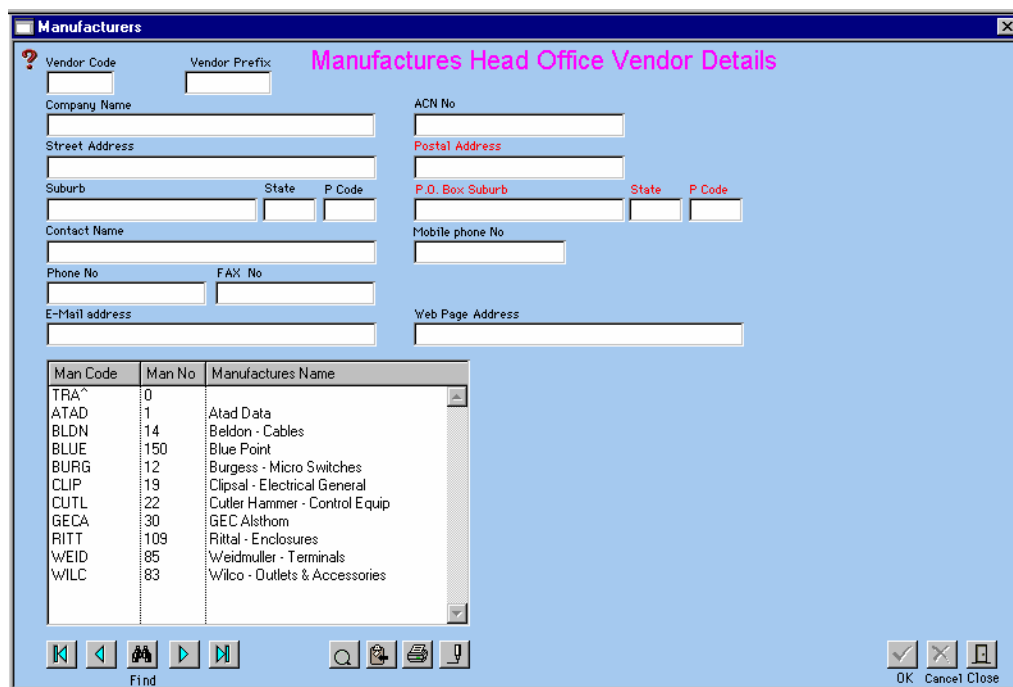 Manufacturers
Manufactures Head Office Vendor Details
Vendor Code Vendor Prefix
Company Name ACN No
Street Address Postal Address
Suburb State P Code P.O. Box Suburb State P Code
Contact Name Mobile phone No
Phone No FAX No
E-Mail address Web Page Address
Man Code Man No Manufactures Name
TRA^ 0
ATAD 1 Atad Data
BLDN 14 Beldon - Cables
BLUE 150 Blue Point
BURG 12 Burgess - Micro Switches
CLIP 19 Clipsal - Electrical General
CUTL 22 Cutler Hammer - Control Equip
GECA 30 GEC Alsthom
RITT 109 Rittal - Enclosures
WEID 85 Weidmuller - Terminals
WILC 83 Wilco - Outlets & Accessories
Find OK Cancel Close